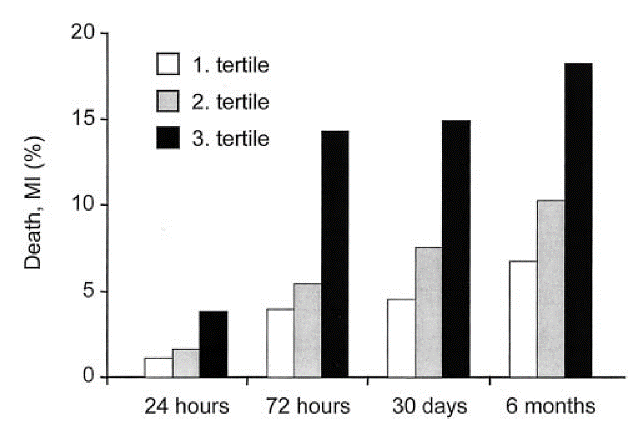 20
15
10
5
0
Death, MI (%)
1. tertile
2. tertile
3. tertile
24 hours
72 hours
30 days
6 months